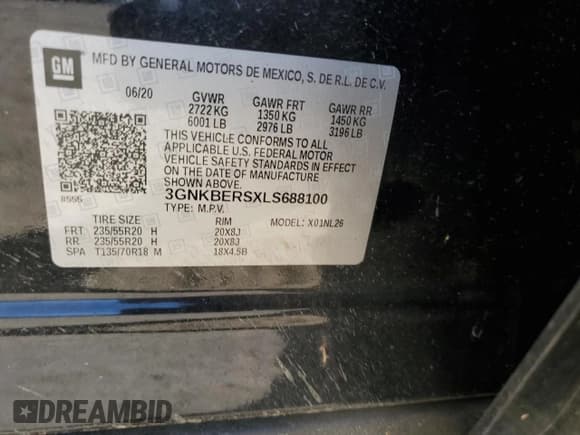 GM
MFD BY GENERAL MOTORS DE MEXICO, S. DE R.L. DE C.V.
06/20 GVWR GAWR FRT GAWR RR
2722 KG 1350 KG 1450 KG
6001 LB 2976 LB 3196 LB
THIS VEHICLE CONFORMS TO ALL
APPLICABLE U.S. FEDERAL MOTOR
VEHICLE SAFETY STANDARDS IN EFFECT
ON THE DATE OF MANUFACTURE
SHOWN ABOVE.
8555 3GNKBERSXLS688100
TYPE: M.P.V. MODEL: X01NL26
TIRE SIZE RIM
FRT 235/55R20 H 20X8J
RR 235/55R20 H 20X8J
SPA T135/70R18 M 18X4.5B
DREAMBID